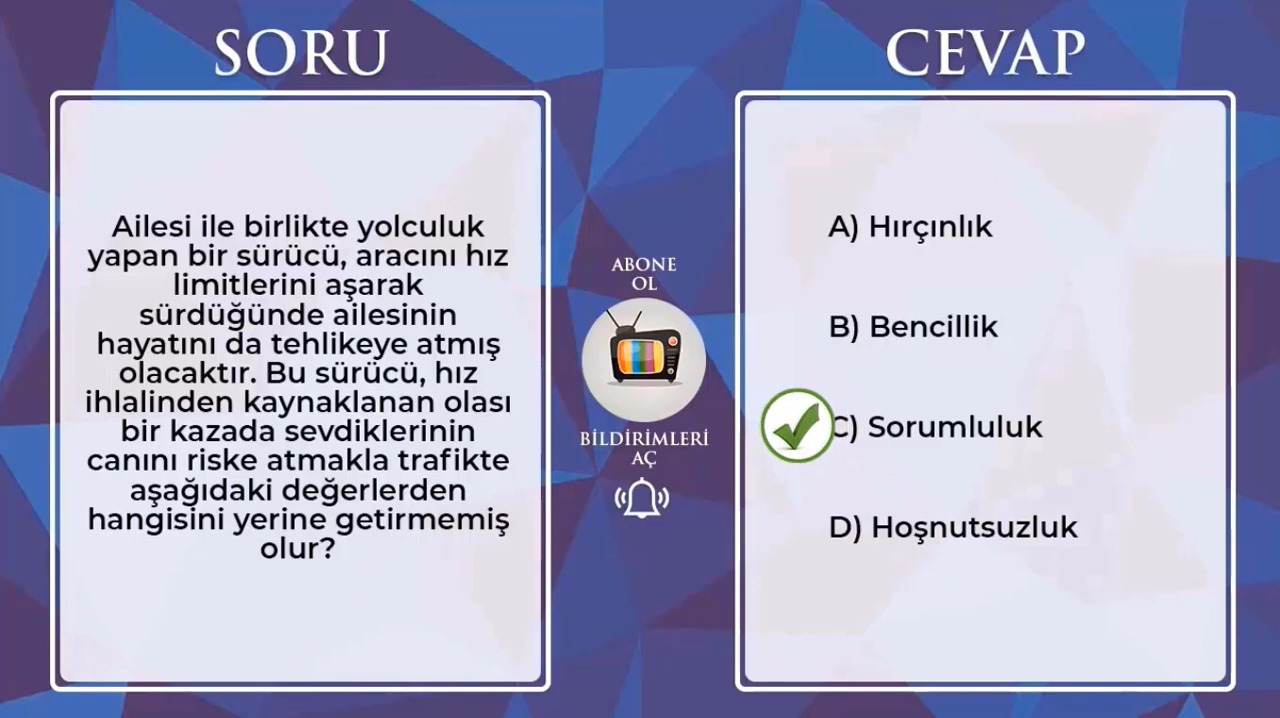 SORU
Ailesi ile birlikte yolculuk
yapan bir sürücü, aracını hız
limitlerini aşarak
sürdüğünde ailesinin
hayatını da tehlikeye atmış
olacaktır. Bu sürücü, hız
ihlalinden kaynaklanan olası
bir kazada sevdiklerinin
canını riske atmakla trafikte
aşağıdaki değerlerden
hangisini yerine getirmemiş
olur?
ABONE
OL
BİLDİRİMLERİ
AÇ
CEVAP
A) Hırçınlık
B) Bencillik
C) Sorumluluk
D) Hoşnutsuzluk